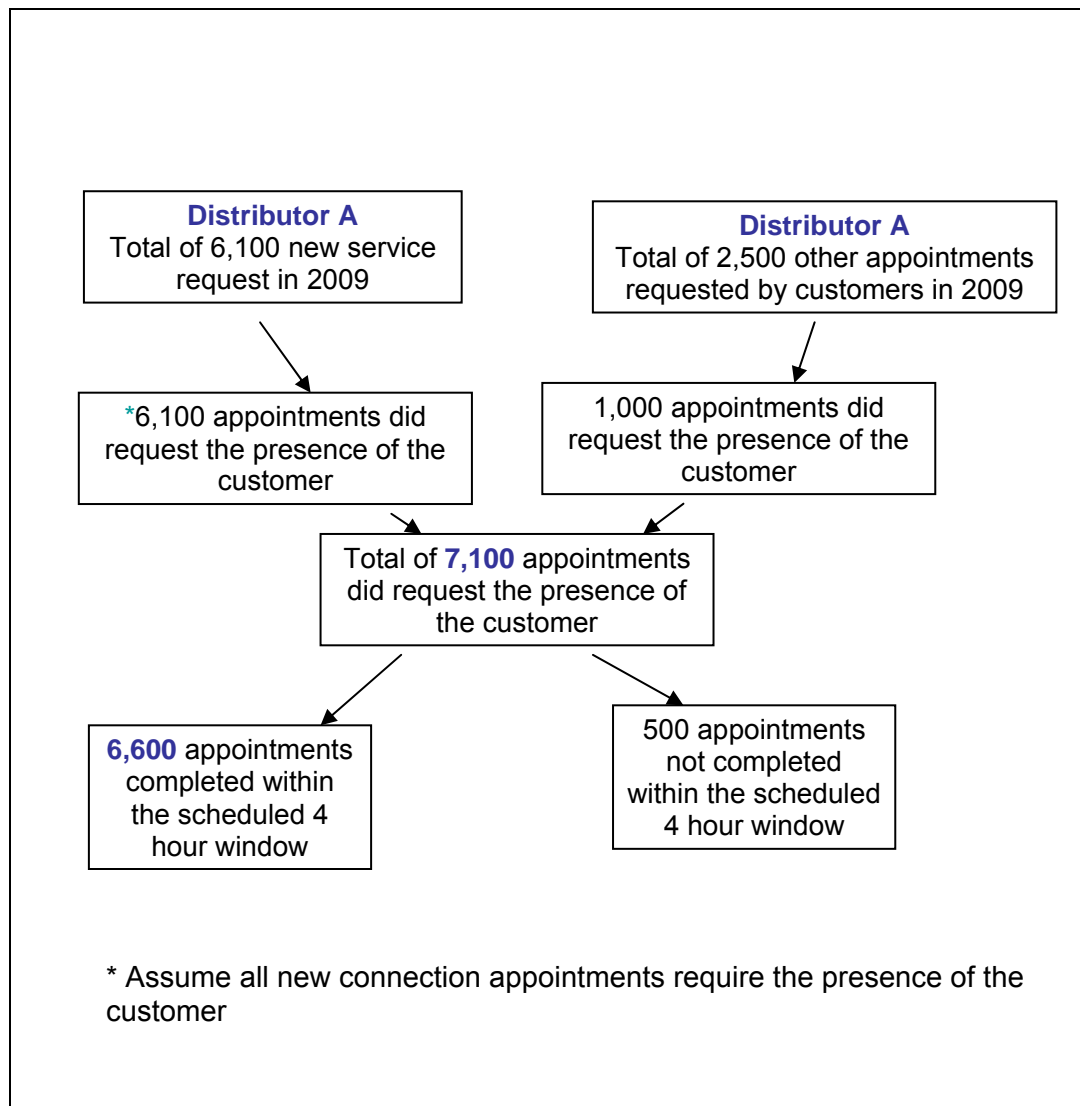 Distributor A
Total of 6,100 new service
request in 2009
Distributor A
Total of 2,500 other appointments
requested by customers in 2009
*6,100 appointments did
request the presence of the
customer
1,000 appointments did
request the presence of the
customer
Total of 7,100 appointments
did request the presence of
the customer
6,600 appointments
completed within
the scheduled 4
hour window
500 appointments
not completed
within the scheduled
4 hour window
* Assume all new connection appointments require the presence of the
customer